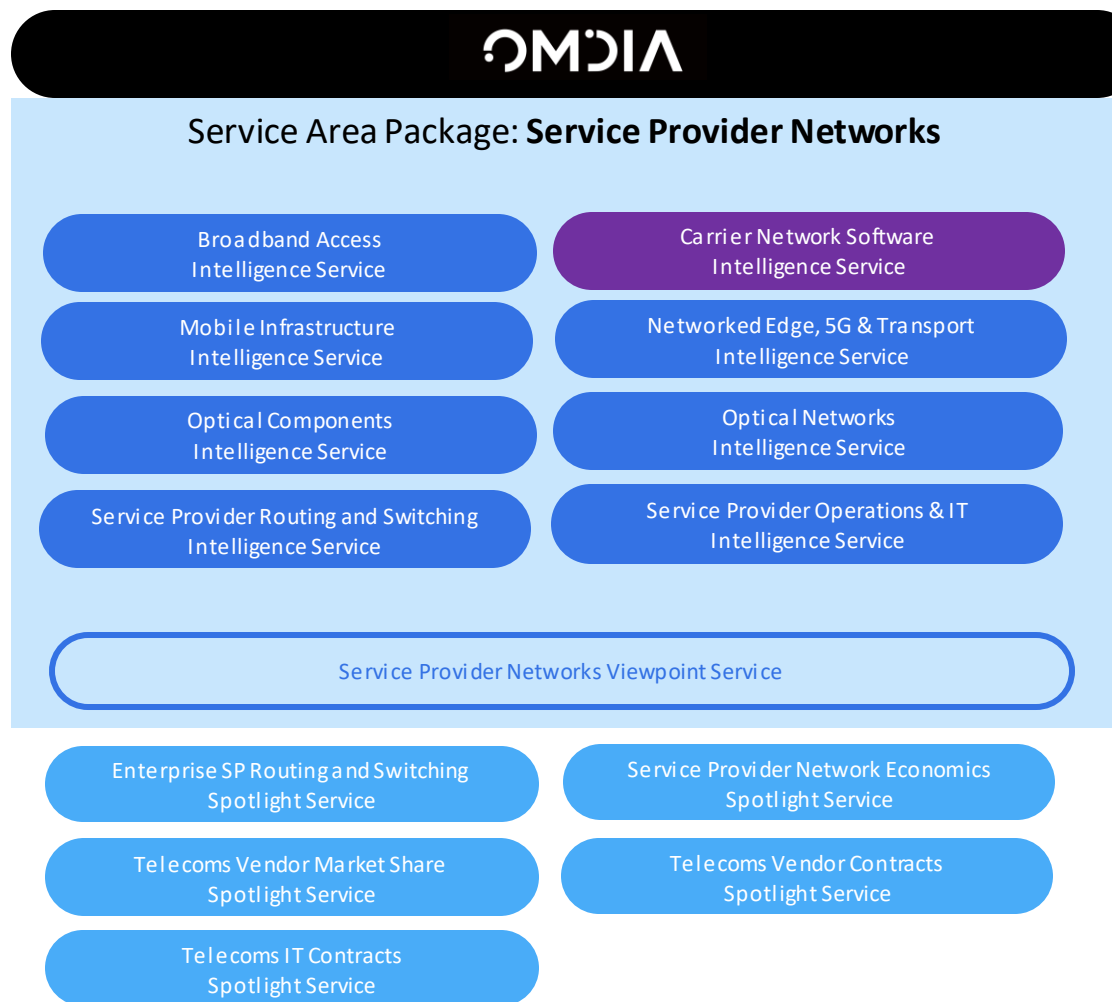 OMDIA
Service Area Package: Service Provider Networks
Broadband Access
Intelligence Service
Carrier Network Software
Intelligence Service
Mobile Infrastructure
Intelligence Service
Networked Edge, 5G & Transport
Intelligence Service
Optical Components
Intelligence Service
Optical Networks
Intelligence Service
Service Provider Routing and Switching
Intelligence Service
Service Provider Operations & IT
Intelligence Service
Service Provider Networks Viewpoint Service
Enterprise SP Routing and Switching
Spotlight Service
Service Provider Network Economics
Spotlight Service
Telecoms Vendor Market Share
Spotlight Service
Telecoms Vendor Contracts
Spotlight Service
Telecoms IT Contracts
Spotlight Service